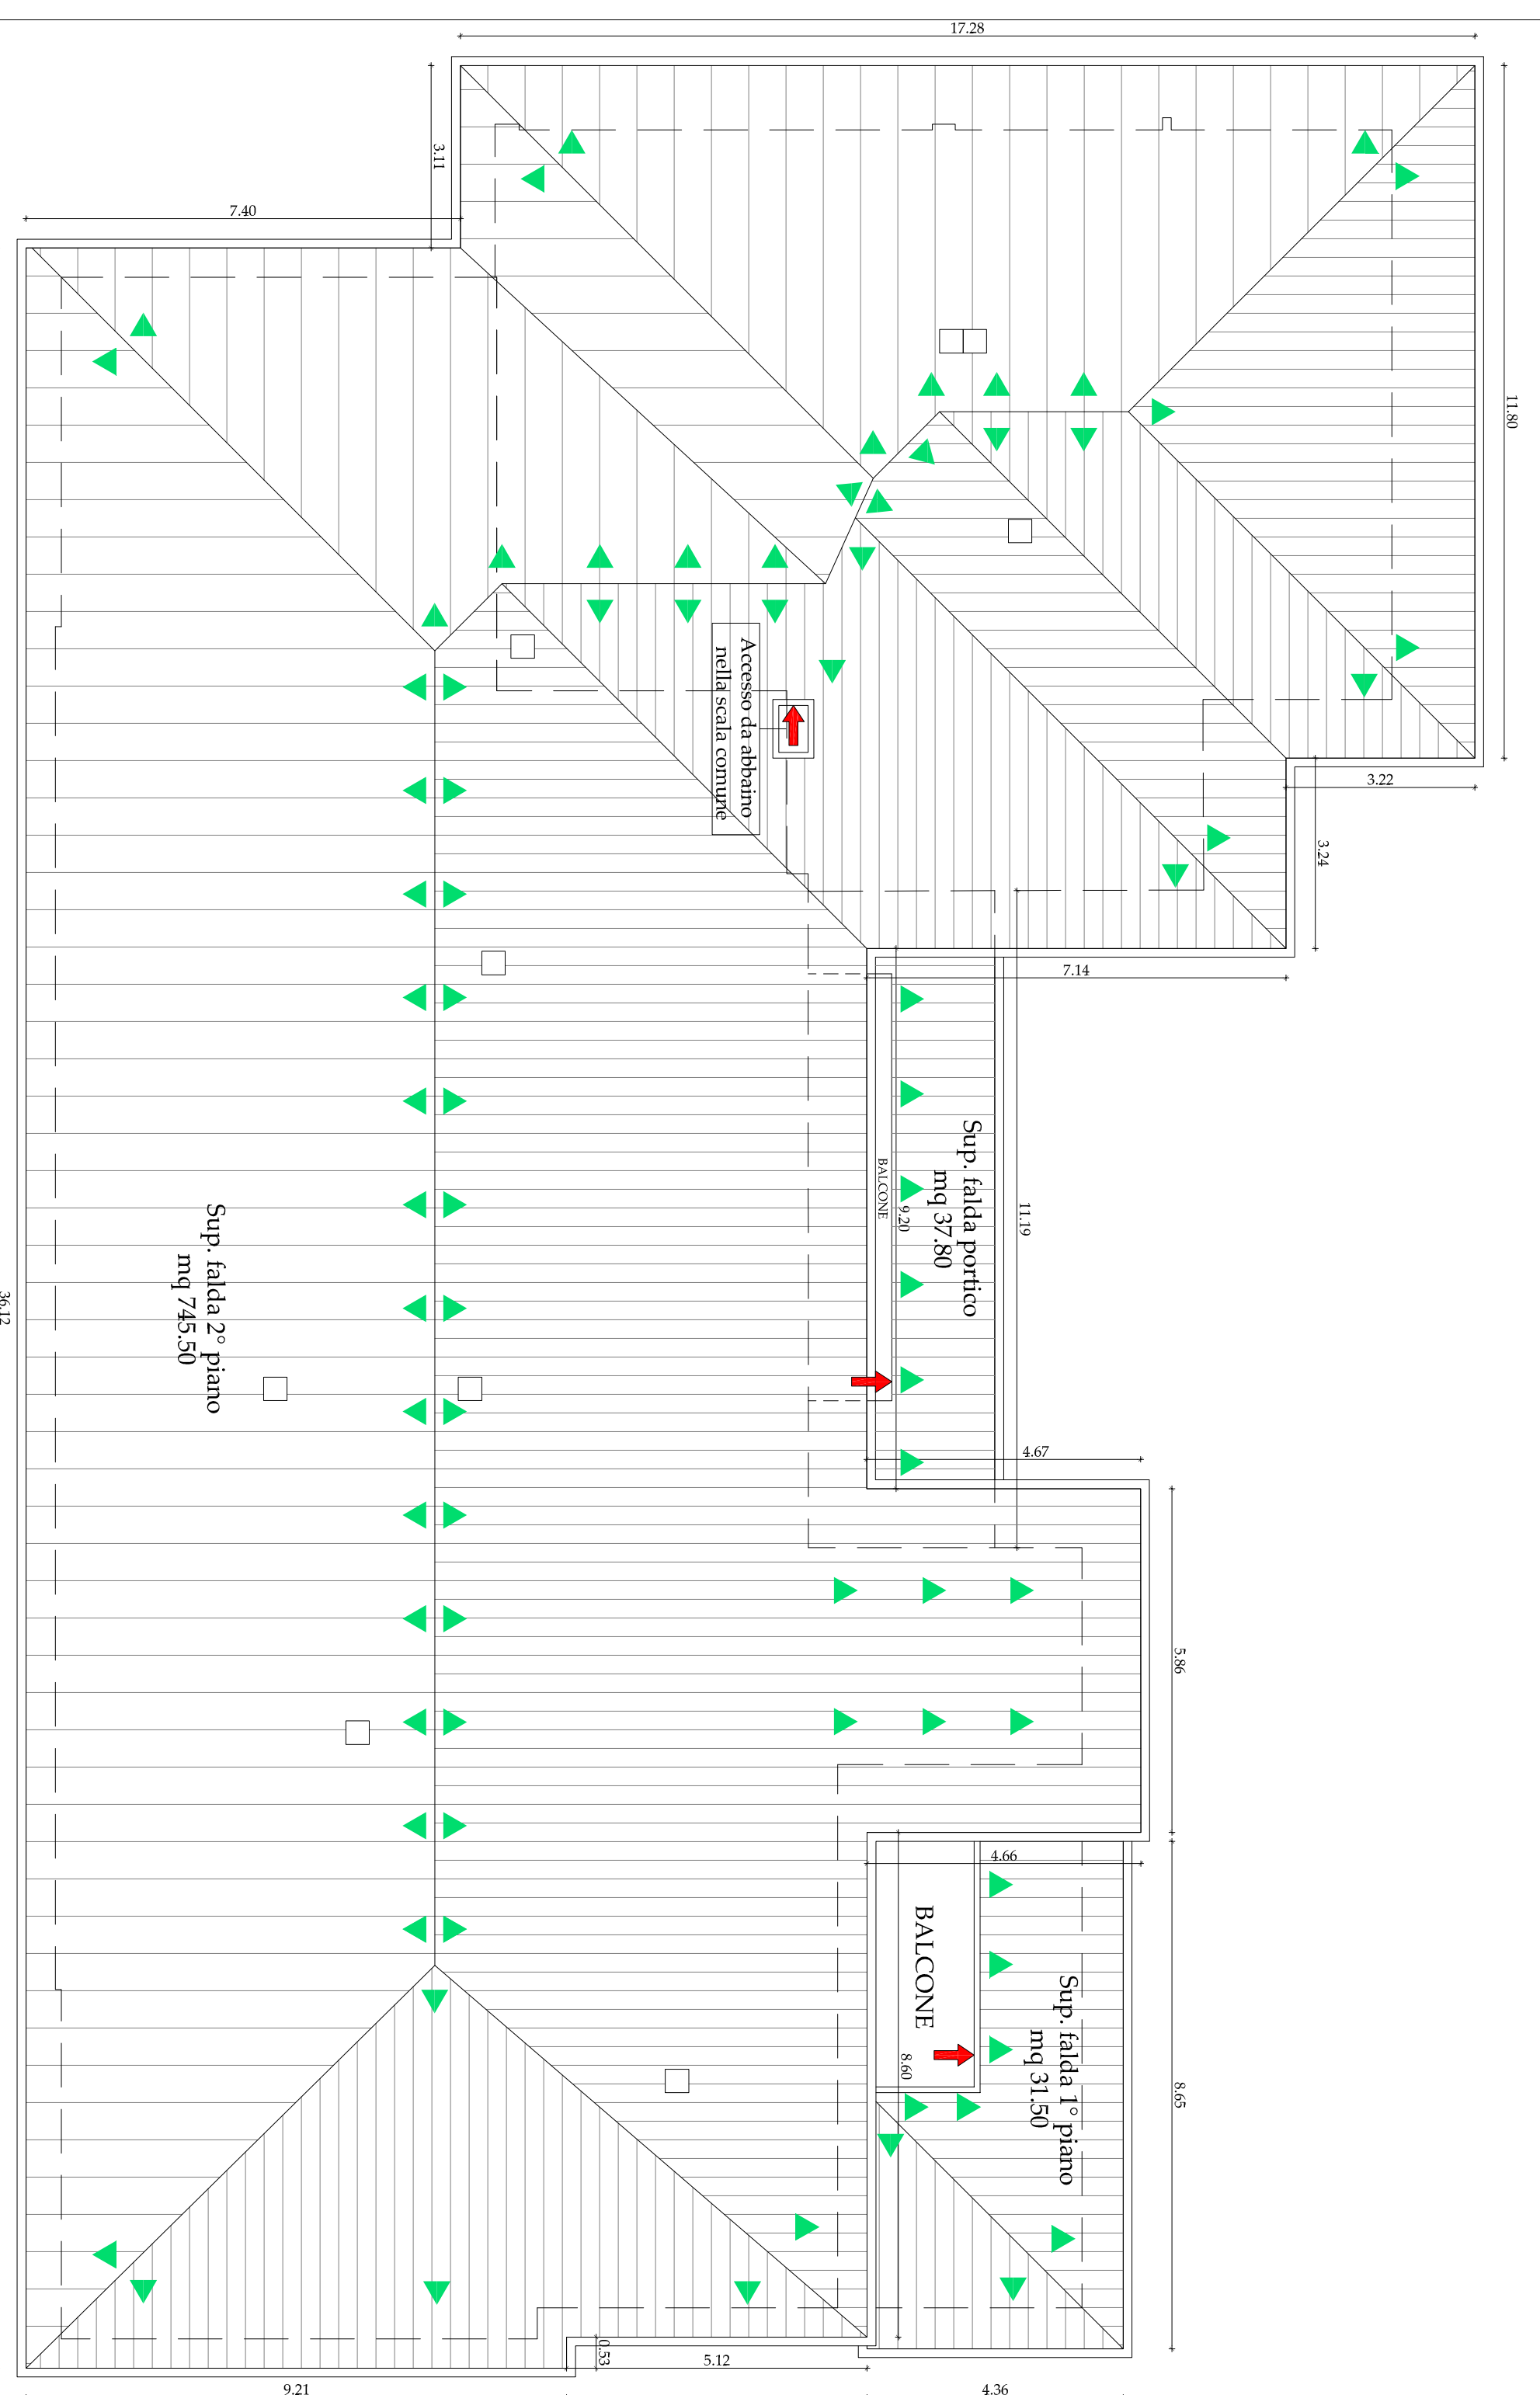 17.28
3.11
7.40
11.80
3.22
3.24
Accesso da abbaino
nella scala comune
7.14
BALCONE
9.20
Sup. falda portico
mq 37.80
11.19
Sup. falda 2° piano
mq 745.50
36.12
4.67
5.86
4.66
BALCONE
8.60
Sup. falda 1° piano
mq 31.50
8.65
0.53
5.12
9.21
4.36